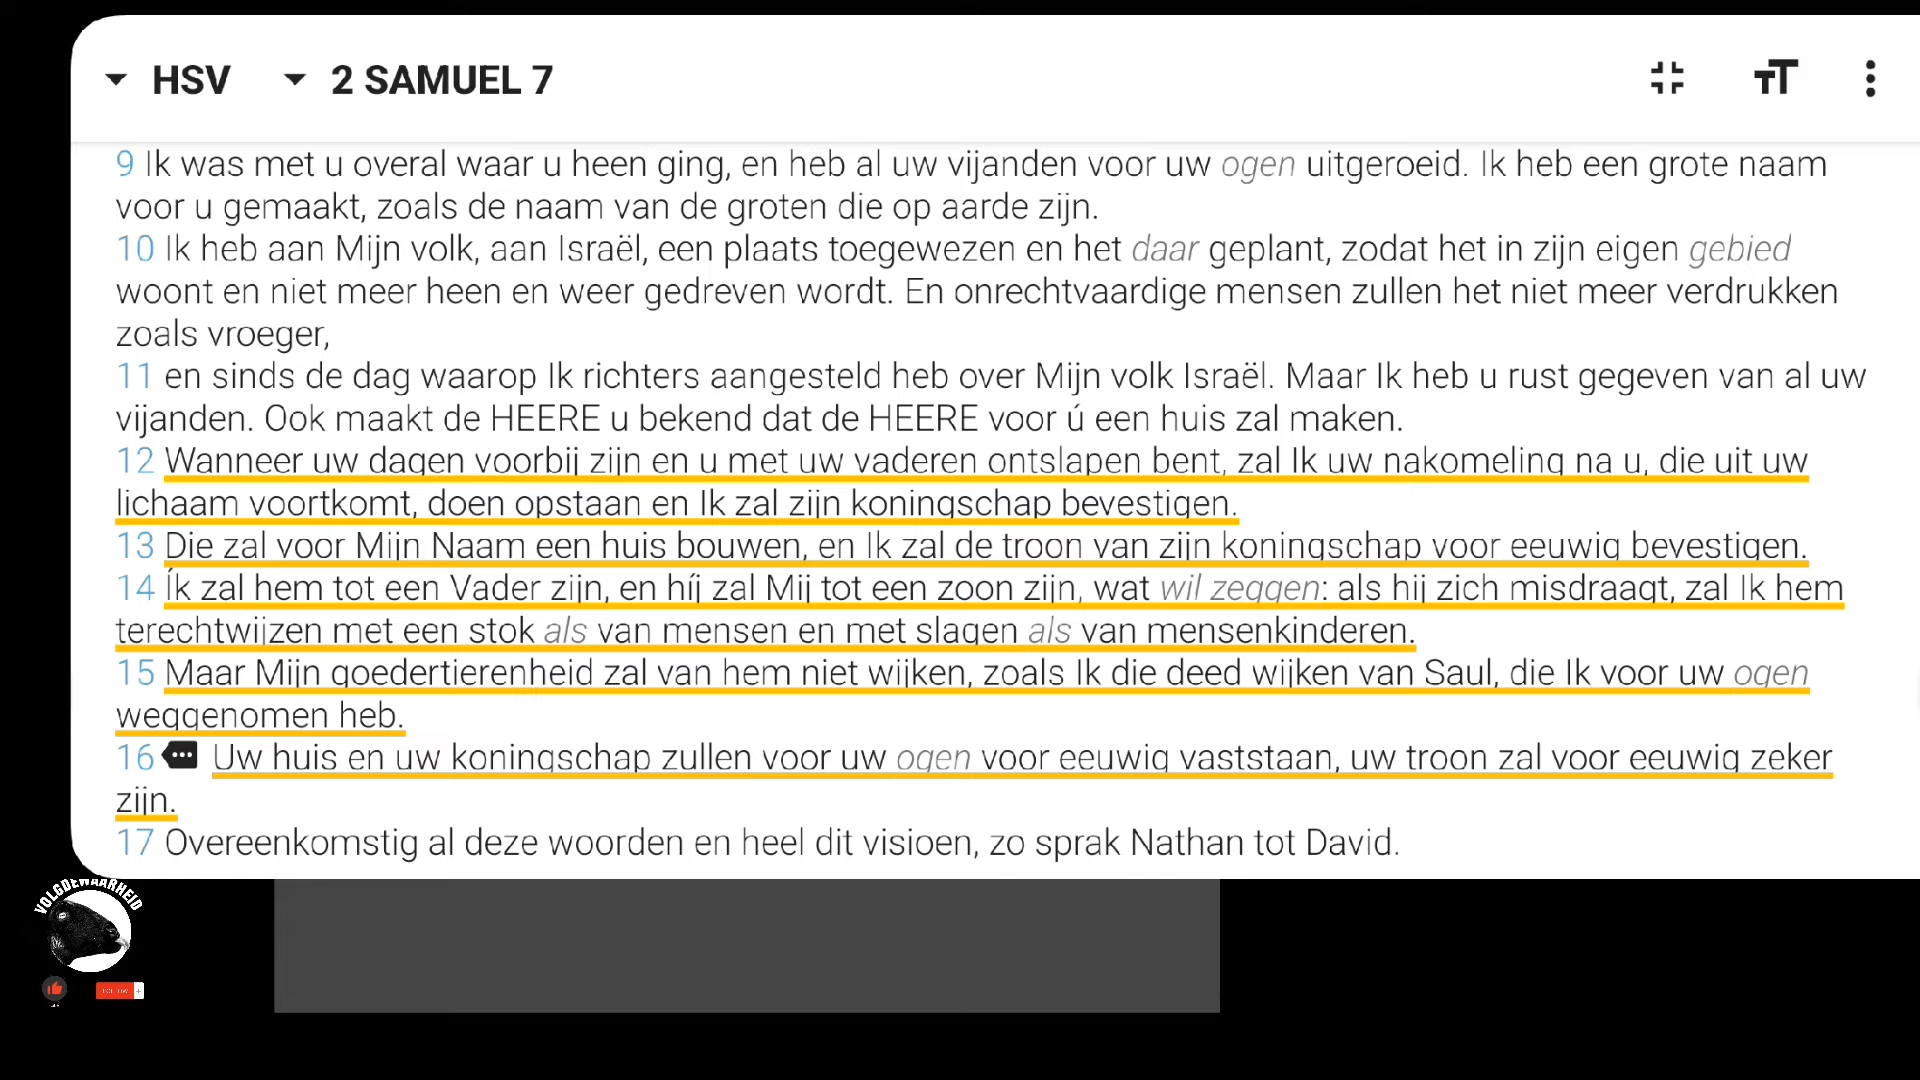 HSV 2 SAMUEL 7
9 Ik was met u overal waar u heen ging, en heb al uw vijanden voor uw ogen uitgeroeid. Ik heb een grote naam
voor u gemaakt, zoals de naam van de groten die op aarde zijn.
10 Ik heb aan Mijn volk, aan Israël, een plaats toegewezen en het daar geplant, zodat het in zijn eigen gebied
woont en niet meer heen en weer gedreven wordt. En onrechtvaardige mensen zullen het niet meer verdrukken
zoals vroeger,
11 en sinds de dag waarop Ik richters aangesteld heb over Mijn volk Israël. Maar Ik heb u rust gegeven van al uw
vijanden. Ook maakt de HEERE u bekend dat de HEERE voor ú een huis zal maken.
12 Wanneer uw dagen voorbij zijn en u met uw vaderen ontslapen bent, zal Ik uw nakomeling na u, die uit uw
lichaam voortkomt, doen opstaan en Ik zal zijn koningschap bevestigen.
13 Die zal voor Mijn Naam een huis bouwen, en Ik zal de troon van zijn koningschap voor eeuwig bevestigen.
14 Ík zal hem tot een Vader zijn, en híj zal Mij tot een zoon zijn, wat wil zeggen: als hij zich misdraagt, zal Ik hem
terechtwijzen met een stok als van mensen en met slagen als van mensenkinderen.
15 Maar Mijn goedertierenheid zal van hem niet wijken, zoals Ik die deed wijken van Saul, die Ik voor uw ogen
weggenomen heb.
16 Uw huis en uw koningschap zullen voor uw ogen voor eeuwig vaststaan, uw troon zal voor eeuwig zeker
zijn.
17 Overeenkomstig al deze woorden en heel dit visioen, zo sprak Nathan tot David.
VOLGDEWAARHEID